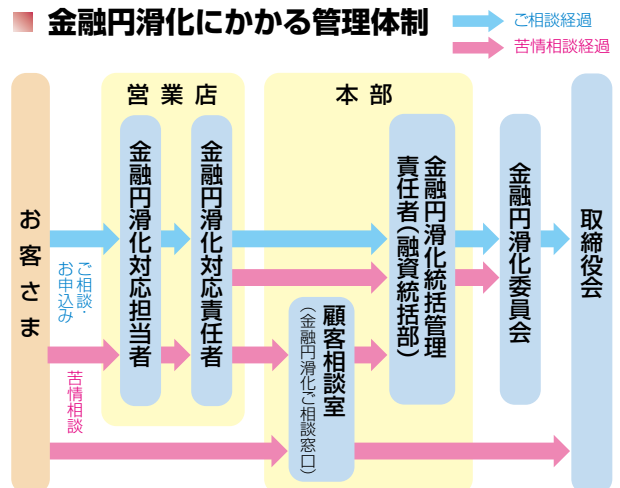 金融円滑化にかかる管理体制
ご相談経過
苦情相談経過
営業店
本部
お客さま
ご相談・
お申込み
苦情相談
金融円滑化対応担当者
金融円滑化対応責任者
顧客相談室
(金融円滑化ご相談窓口)
金融円滑化統括管理
責任者(融資統括部)
金融円滑化委員会
取締役会